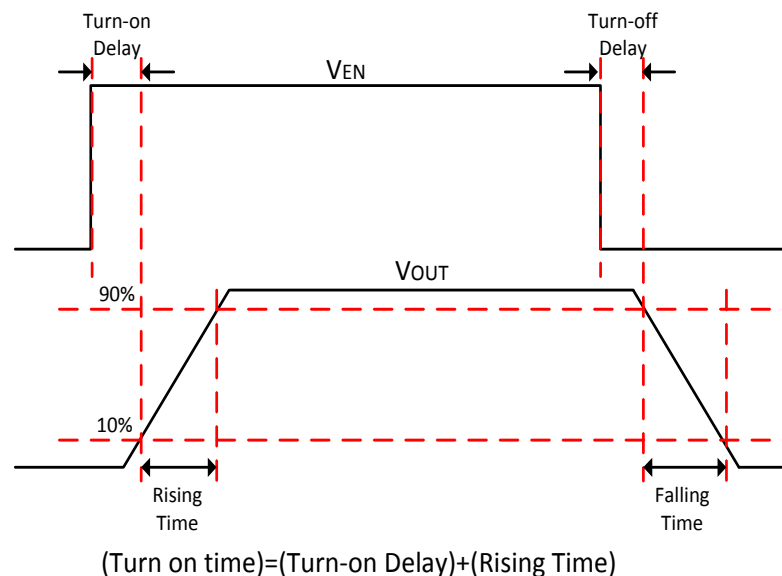 Turn-on
Delay
Turn-off
Delay
VEN
VOUT
90%
10%
Rising
Time
Falling
Time
(Turn on time)=(Turn-on Delay)+(Rising Time)